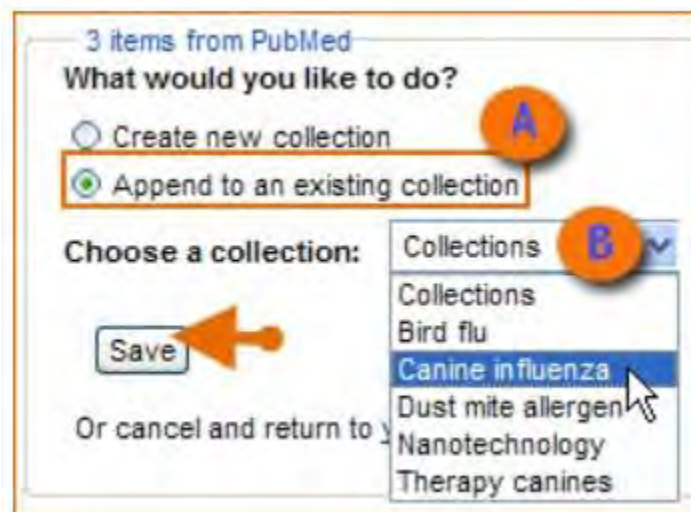 3 items from PubMed
What would you like to do?
Create new collection
A
Append to an existing collection
Choose a collection:
Collections
B
Collections
Bird flu
Save
Canine influenza
Dust mite allergen
Or cancel and return to
Nanotechnology
Therapy canines